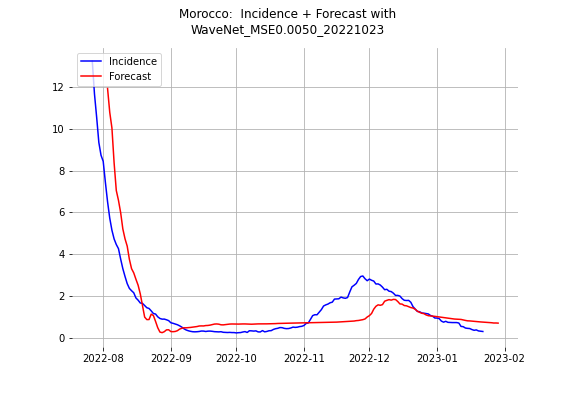 Morocco:  Incidence + Forecast with
WaveNet_MSE0.0050_20221023
Incidence
Forecast
12
10
8
6
4
2
0
2022-08 2022-09 2022-10 2022-11 2022-12 2023-01 2023-02